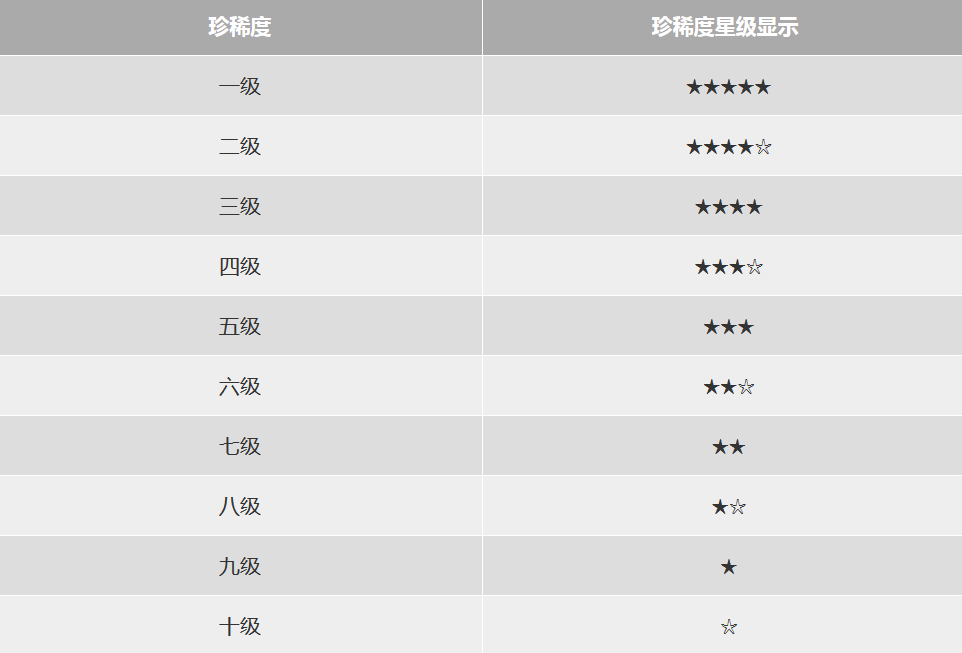 珍稀度 珍稀度星级显示
一级 ★★★★★
二级 ★★★★☆
三级 ★★★★
四级 ★★★☆
五级 ★★★
六级 ★★☆
七级 ★★
八级 ★☆
九级 ★
十级 ☆